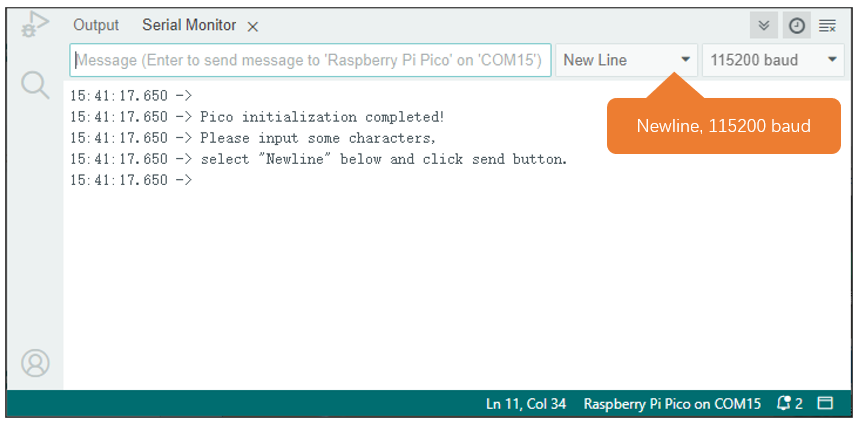 Output Serial Monitor
Message (Enter to send message to 'Raspberry Pi Pico' on 'COM15') New Line 115200 baud
15:41:17.650 ->
15:41:17.650 -> Pico initialization completed!
15:41:17.650 -> Please input some characters,
15:41:17.650 -> select "Newline" below and click send button.
15:41:17.650 ->
Newline, 115200 baud
Ln 11, Col 34 Raspberry Pi Pico on COM15 2